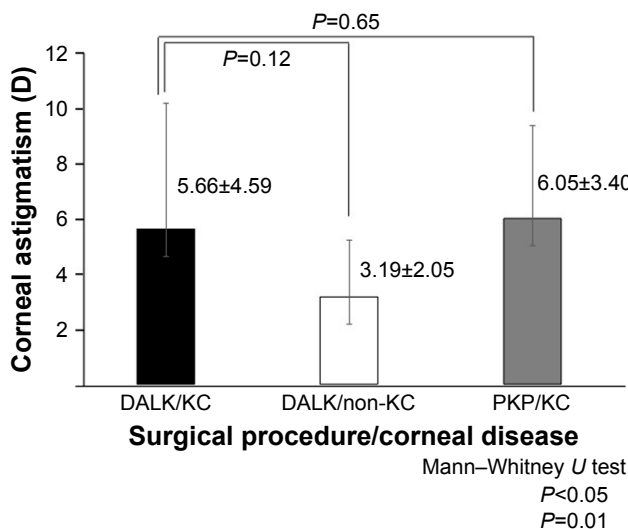 P=0.65
P=0.12
Corneal astigmatism (D)
12
10
8
6
4
2
5.66±4.59
3.19±2.05
6.05±3.40
DALK/KC DALK/non-KC PKP/KC
Surgical procedure/corneal disease
Mann–Whitney U test
P<0.05
P=0.01